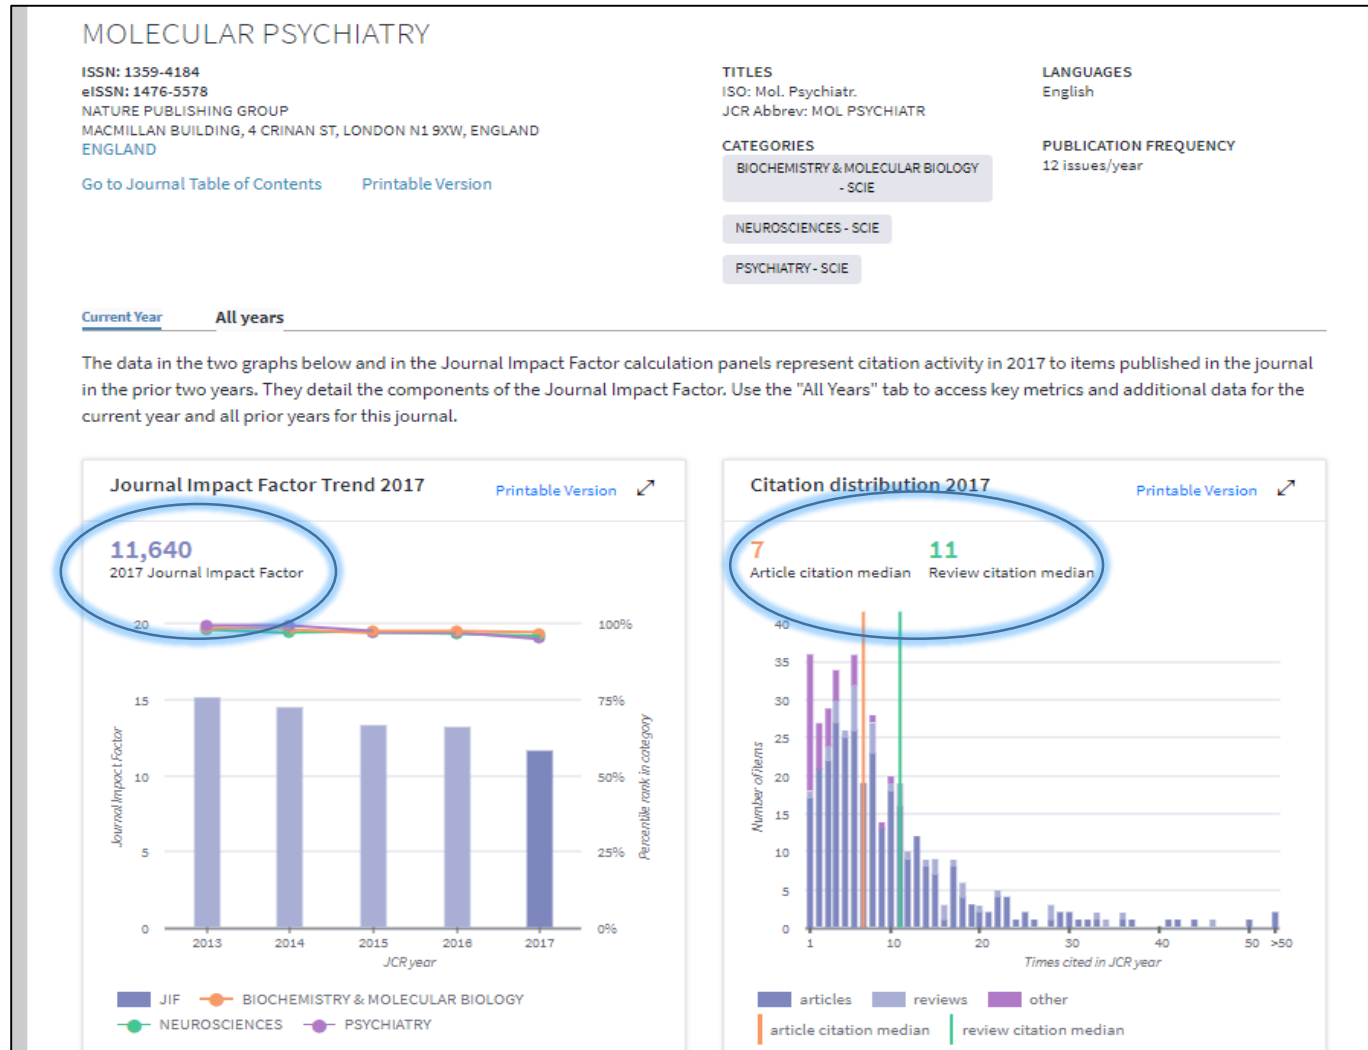 MOLECULAR PSYCHIATRY
ISSN: 1359-4184
eISSN: 1476-5578
NATURE PUBLISHING GROUP
MACMILLAN BUILDING, 4 CRINAN ST, LONDON N1 9XW, ENGLAND
ENGLAND
Go to Journal Table of Contents
Printable Version
TITLES
ISO: Mol. Psychiatr.
JCR Abbrev: MOL PSYCHIATR
CATEGORIES
BIOCHEMISTRY & MOLECULAR BIOLOGY
- SCIE
NEUROSCIENCES - SCIE
PSYCHIATRY - SCIE
LANGUAGES
English
PUBLICATION FREQUENCY
12 issues/year
Current Year
All years
The data in the two graphs below and in the Journal Impact Factor calculation panels represent citation activity in 2017 to items published in the journal
in the prior two years. They detail the components of the Journal Impact Factor. Use the "All Years" tab to access key metrics and additional data for the
current year and all prior years for this journal.
Journal Impact Factor Trend 2017
Printable Version
11,640
2017 Journal Impact Factor
20
15
10
5
0
Journal Impact Factor
100%
75%
50%
25%
0%
Percentile rank in category
2013 2014 2015 2016 2017
JCR year
JIF
BIOCHEMISTRY & MOLECULAR BIOLOGY
NEUROSCIENCES
PSYCHIATRY
Citation distribution 2017
Printable Version
7
Article citation median
11
Review citation median
40
35
30
25
20
15
10
5
0
Number of items
1 10 20 30 40 50 >50
Times cited in JCR year
articles
reviews
other
article citation median
review citation median